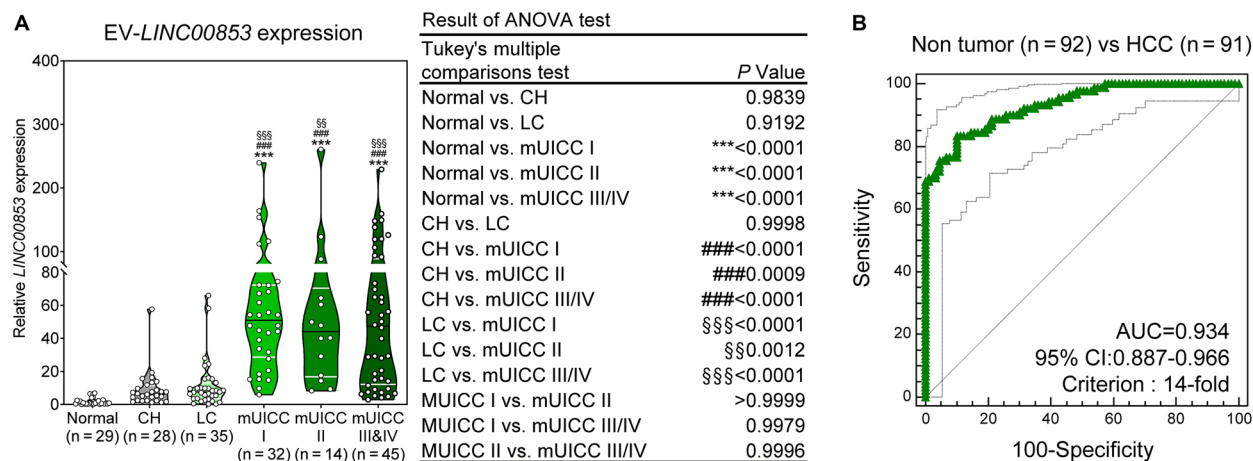 A
EV-LINC00853 expression
Relative LINC00853 expression
400
300
200
100
80
60
40
20
0
§§§
###
***
§§
###
***
§§§
###
***
Normal
(n = 29)
CH
(n = 28)
LC
(n = 35)
mUICC
I
(n = 32)
mUICC
II
(n = 14)
mUICC
III&IV
(n = 45)
Result of ANOVA test
Tukey's multiple
comparisons test P Value
Normal vs. CH 0.9839
Normal vs. LC 0.9192
Normal vs. mUICC I ***<0.0001
Normal vs. mUICC II ***<0.0001
Normal vs. mUICC III/IV ***<0.0001
CH vs. LC 0.9998
CH vs. mUICC I ###<0.0001
CH vs. mUICC II ###0.0009
CH vs. mUICC III/IV ###<0.0001
LC vs. mUICC I §§§<0.0001
LC vs. mUICC II §§0.0012
LC vs. mUICC III/IV §§§<0.0001
MUICC I vs. mUICC II >0.9999
MUICC I vs. mUICC III/IV 0.9979
MUICC II vs. mUICC III/IV 0.9996
B
Non tumor (n = 92) vs HCC (n = 91)
Sensitivity
100
80
60
40
20
0
AUC=0.934
95% CI:0.887-0.966
Criterion : 14-fold
0 20 40 60 80 100
100-Specificity